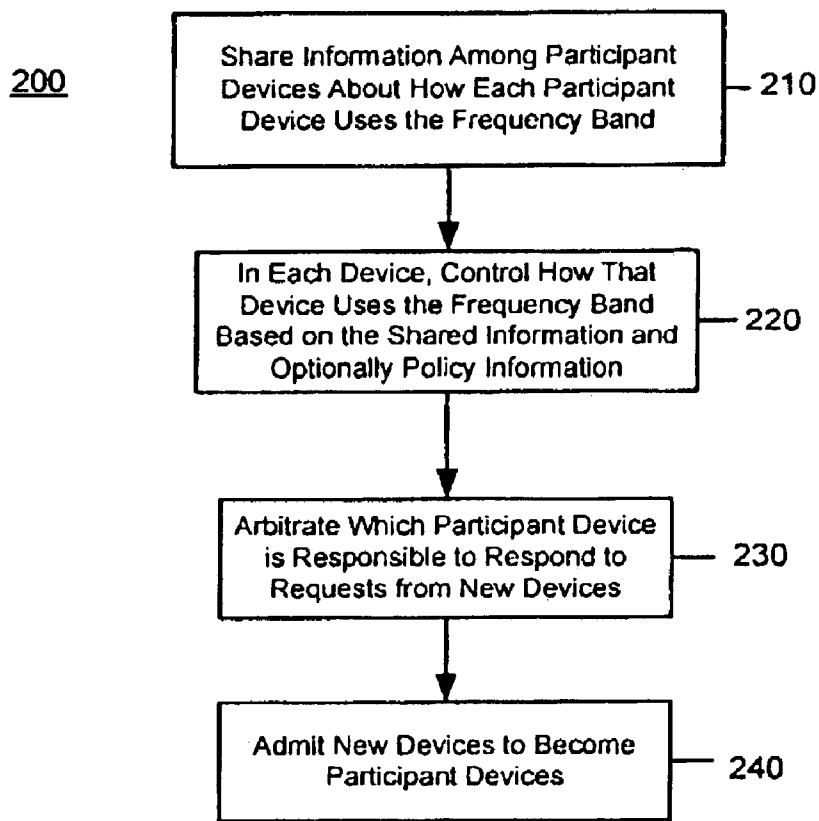 200
Share Information Among Participant
Devices About How Each Participant
Device Uses the Frequency Band
210
In Each Device, Control How That
Device Uses the Frequency Band
Based on the Shared Information and
Optionally Policy Information
220
Arbitrate Which Participant Device
is Responsible to Respond to
Requests from New Devices
230
Admit New Devices to Become
Participant Devices
240